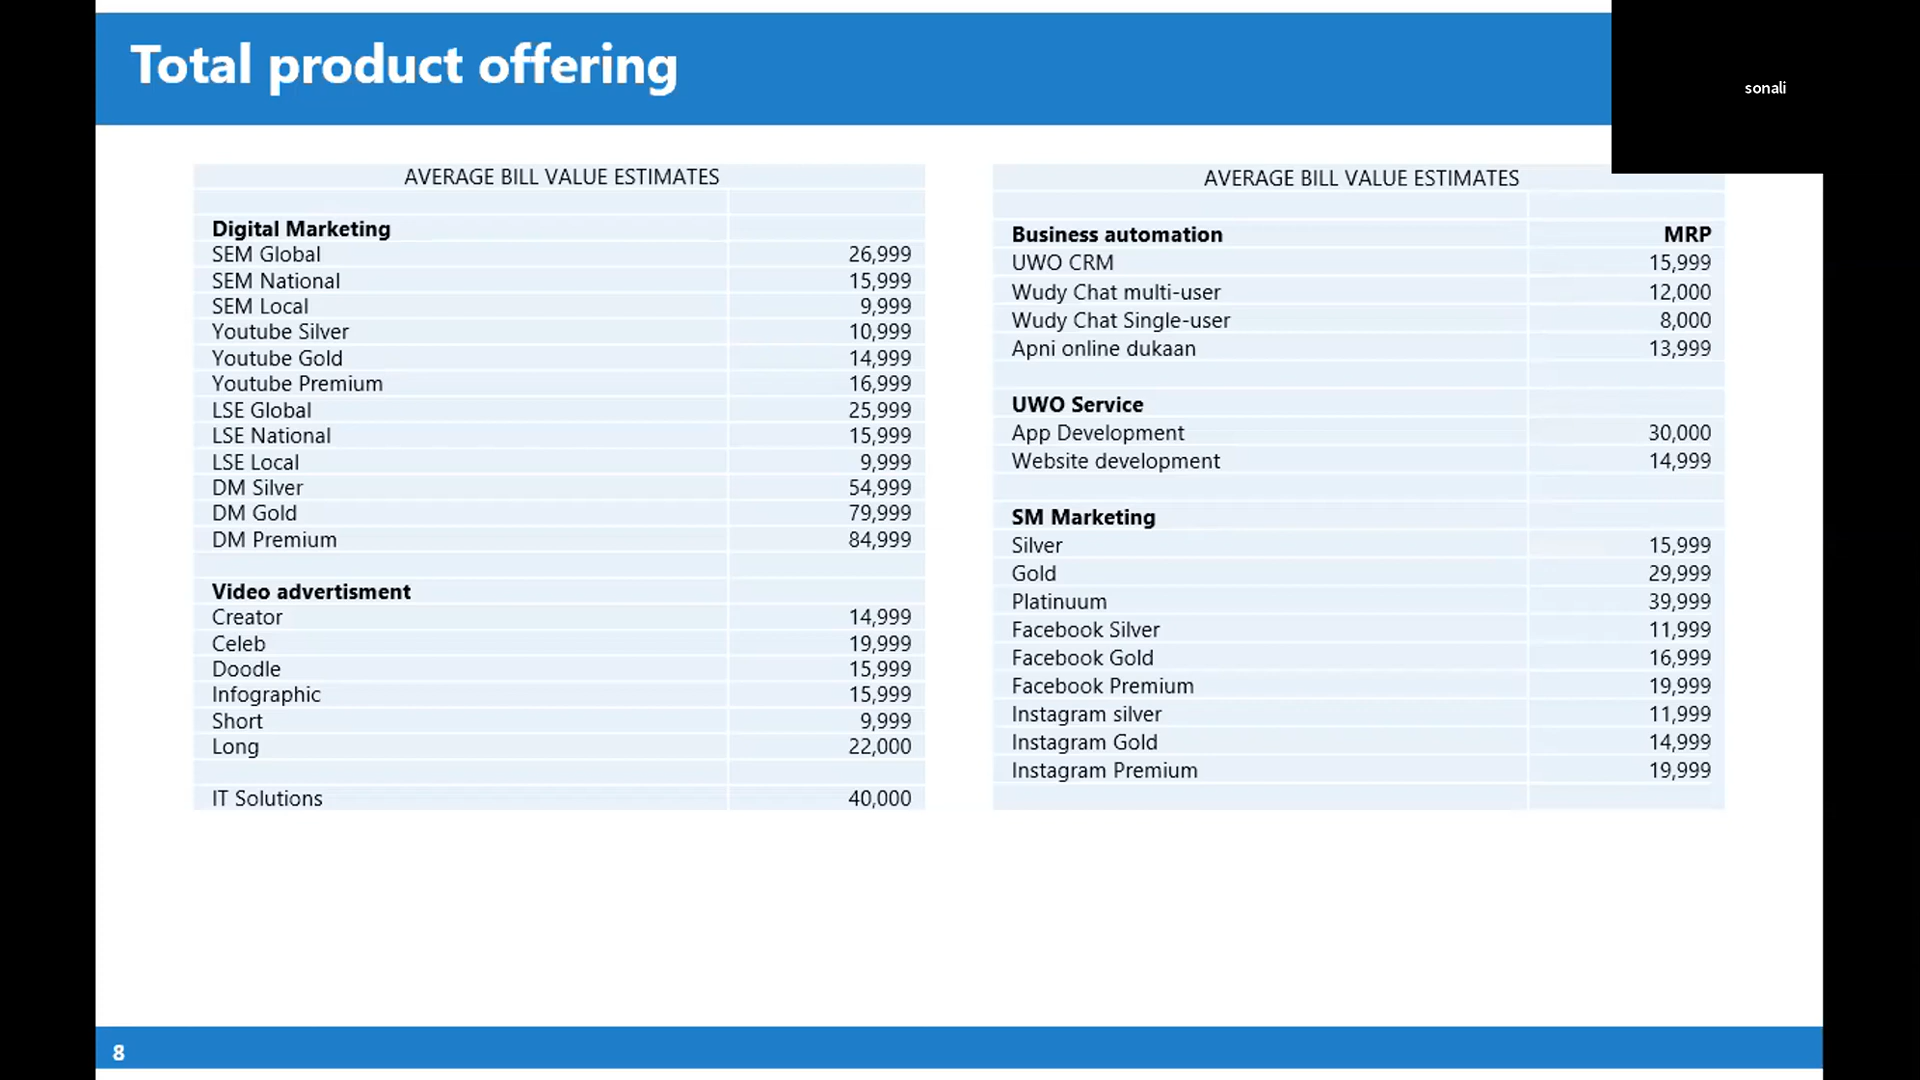 Total product offering
sonali
AVERAGE BILL VALUE ESTIMATES
Digital Marketing
SEM Global 26,999
SEM National 15,999
SEM Local 9,999
Youtube Silver 10,999
Youtube Gold 14,999
Youtube Premium 16,999
LSE Global 25,999
LSE National 15,999
LSE Local 9,999
DM Silver 54,999
DM Gold 79,999
DM Premium 84,999
Video advertisment
Creator 14,999
Celeb 19,999
Doodle 15,999
Infographic 15,999
Short 9,999
Long 22,000
IT Solutions 40,000
AVERAGE BILL VALUE ESTIMATES
Business automation MRP
UWO CRM 15,999
Wudy Chat multi-user 12,000
Wudy Chat Single-user 8,000
Apni online dukaan 13,999
UWO Service
App Development 30,000
Website development 14,999
SM Marketing
Silver 15,999
Gold 29,999
Platinuum 39,999
Facebook Silver 11,999
Facebook Gold 16,999
Facebook Premium 19,999
Instagram silver 11,999
Instagram Gold 14,999
Instagram Premium 19,999
8